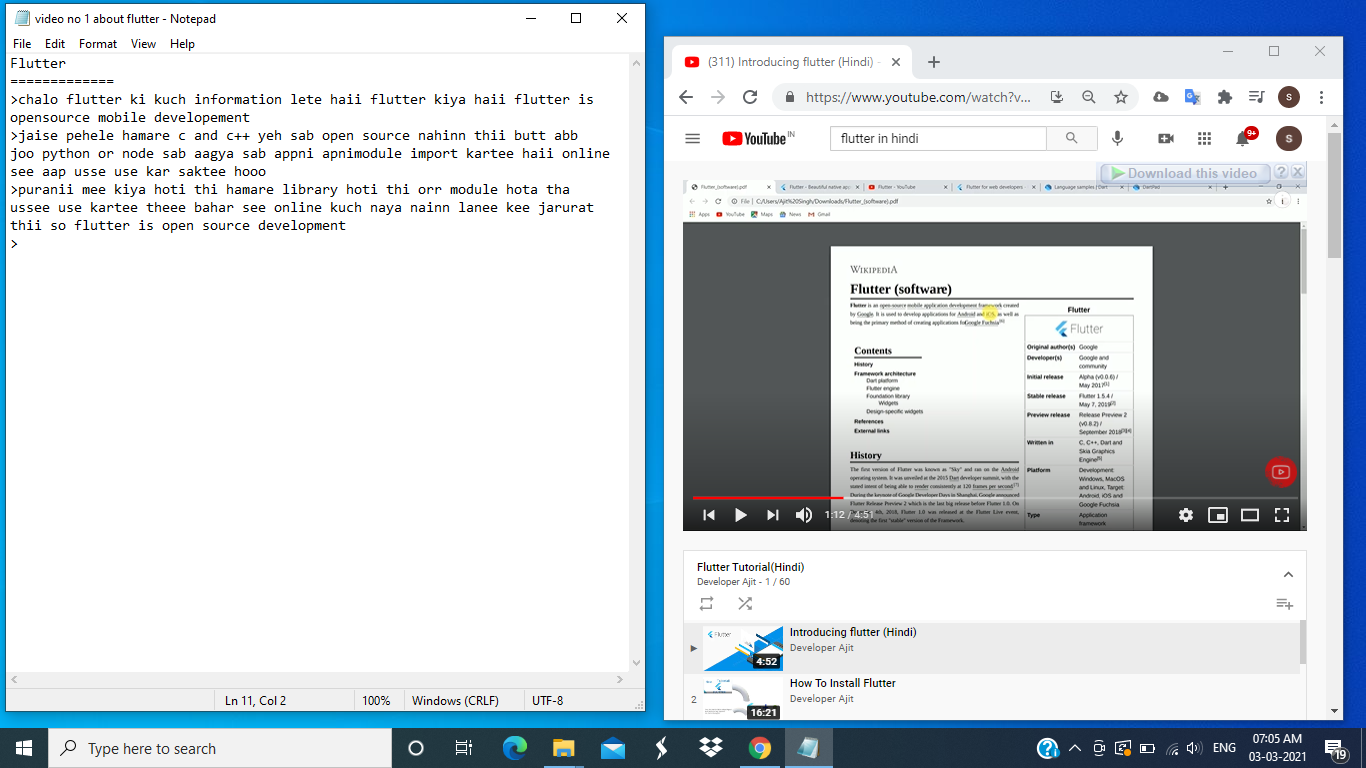 video no 1 about flutter - Notepad
File Edit Format View Help
Flutter
=============
>chalo flutter ki kuch information lete haii flutter kiya haii flutter is
opensource mobile developement
>jaise pehele hamare c and c++ yeh sab open source nahinn thii butt abb
joo python or node sab aagya sab appni apnimodule import kartee haii online
see aap usse use kar saktee hooo
>puranii mee kiya hoti thi hamare library hoti thi orr module hota tha
ussee use kartee theee bahar see online kuch naya nainn lanee kee jarurat
thii so flutter is open source development
>
Ln 11, Col 2 100% Windows (CRLF) UTF-8
(311) Introducing flutter (Hindi) -
https://www.youtube.com/watch?v...
S
YouTube IN
flutter in hindi
9+
S
Download this video ? X
Flutter_(software).pdf Flutter - Beautiful native app Flutter - YouTube Flutter for web developers - Language samples | Dart DartPad
File | C:/Users/Ajit%20Singh/Downloads/Flutter_(software).pdf
Apps YouTube Maps News Gmail
WIKIPEDIA
Flutter (software)
Flutter is an open-source mobile application development framework created
by Google. It is used to develop applications for Android and iOS, as well as
being the primary method of creating applications for Google Fuchsia
Contents
History
Framework architecture
Dart platform
Flutter engine
Foundation library
Widgets
Design-specific widgets
References
External links
History
The first version of Flutter was known as "Sky" and ran on the Android
operating system. It was unveiled at the 2015 Dart developer summit, with the
stated intent of being able to render consistently at 120 frames per second.
During the keynote of Google Developer Days in Shanghai, Google announced
Flutter Release Preview 2 which is the last big release before Flutter 1.0. On
4th, 2018, Flutter 1.0 was released at the Flutter Live event,
denoting the first "stable" version of the Framework.
Flutter
Flutter
Original author(s) Google
Developer(s) Google and
community
Initial release Alpha (v0.0.6) /
May 2017[1]
Stable release Flutter 1.5.4 /
May 7, 2019[2]
Preview release Release Preview 2
(v0.8.2) /
September 2018[3][4]
Written in C, C++, Dart and
Skia Graphics
Engine[5]
Platform Development:
Windows, MacOS
and Linux, Target:
Android, iOS and
Google Fuchsia
Type Application
framework
1:12 / 4:51
Flutter Tutorial(Hindi)
Developer Ajit - 1 / 60
Flutter
4:52
Introducing flutter (Hindi)
Developer Ajit
2
16:21
How To Install Flutter
Developer Ajit
Type here to search
ENG
07:05 AM
03-03-2021
19